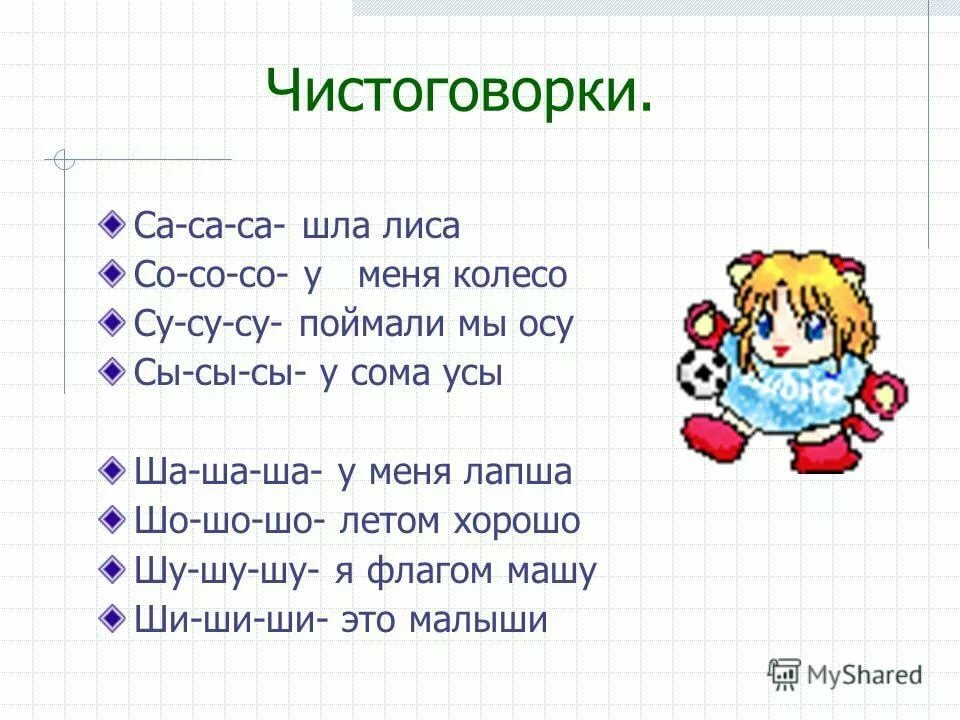 Чистоговорки.
Са-са-са- шла лиса
Со-со-со- у меня колесо
Су-су-су- поймали мы осу
Сы-сы-сы- у сома усы
Ша-ша-ша- у меня лапша
Шо-шо-шо- летом хорошо
Шу-шу-шу- я флагом машу
Ши-ши-ши- это малыши
MyShared